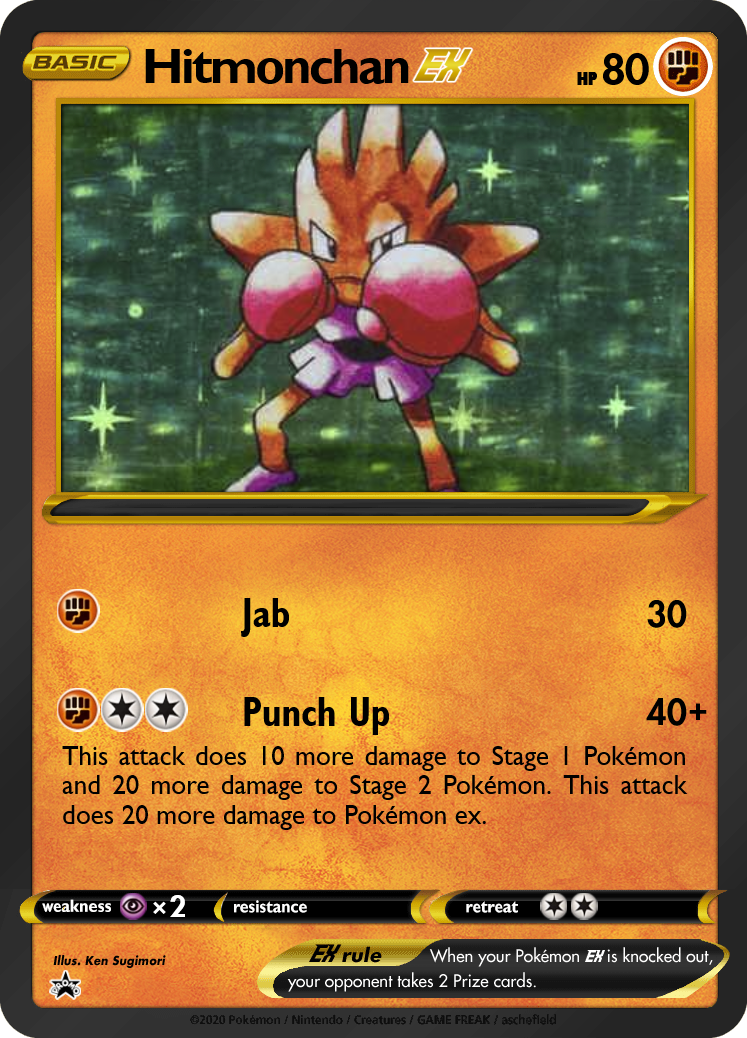 BASIC Hitmonchan EX HP 80
Jab 30
Punch Up 40+
This attack does 10 more damage to Stage 1 Pokémon
and 20 more damage to Stage 2 Pokémon. This attack
does 20 more damage to Pokémon ex.
weakness ×2 resistance retreat
Illus. Ken Sugimori
EX rule When your Pokémon EX is knocked out,
your opponent takes 2 Prize cards.
PROMO
©2020 Pokémon / Nintendo / Creatures / GAME FREAK / aschefield